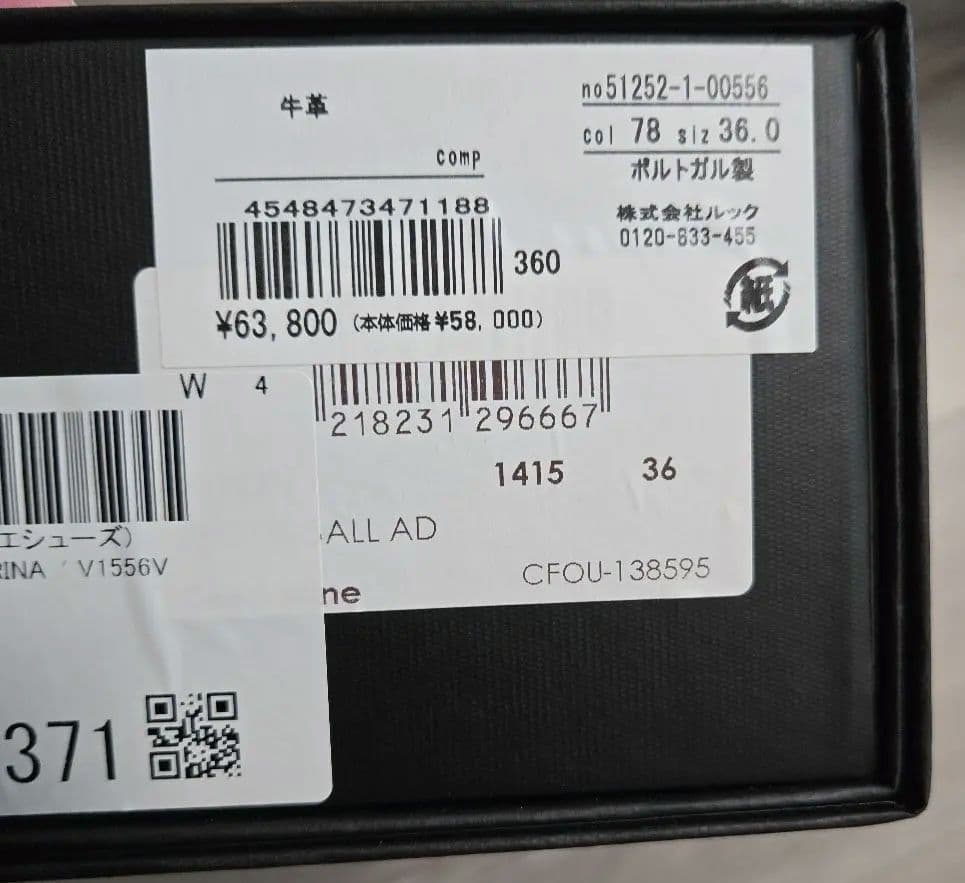 牛革
comp
4548473471188
360
¥63,800 (本体価格¥58,000)
no51252-1-00556
col 78 siz 36.0
ポルトガル製
株式会社ルック
0120-833-455
紙
W 4
218231 296667
1415 36
ALL AD
CFOU-138595
ne
エシューズ)
RINA V1556V
371